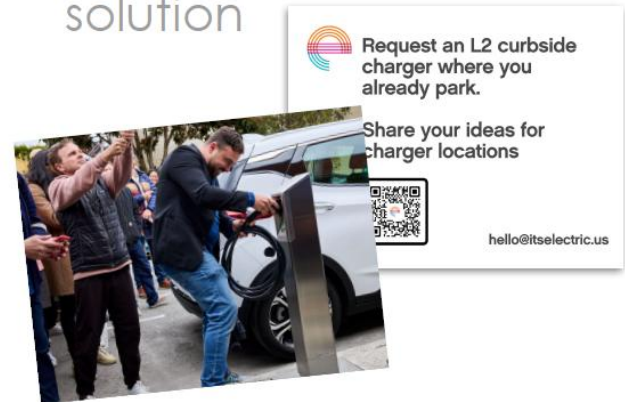 solution
Request an L2 curbside
charger where you
already park.
Share your ideas for
charger locations
hello@itselectric.us